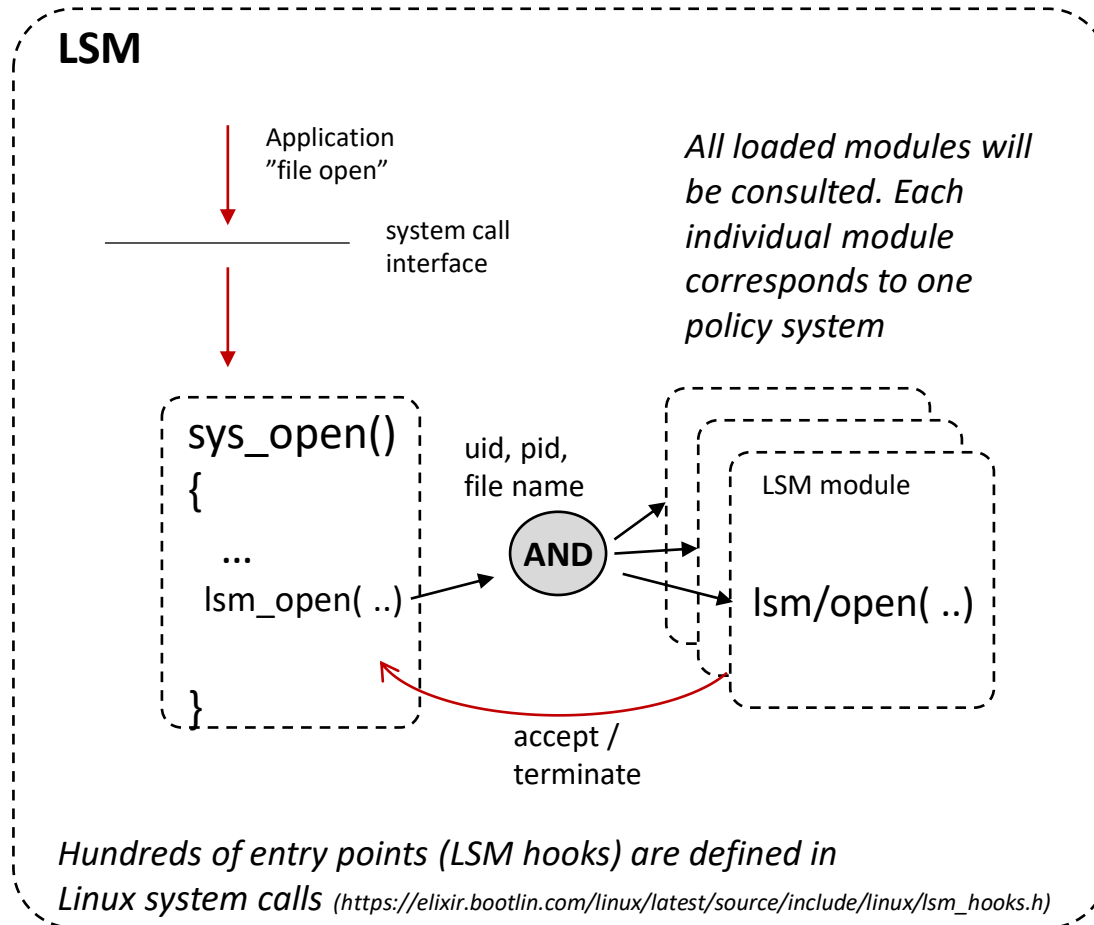 LSM
Application
”file open”
system call
interface
All loaded modules will
be consulted. Each
individual module
corresponds to one
policy system
sys_open()
{
...
lsm_open( ..)
}
uid, pid,
file name
AND
LSM module
lsm/open( ..)
accept /
terminate
Hundreds of entry points (LSM hooks) are defined in
Linux system calls (https://elixir.bootlin.com/linux/latest/source/include/linux/lsm_hooks.h)